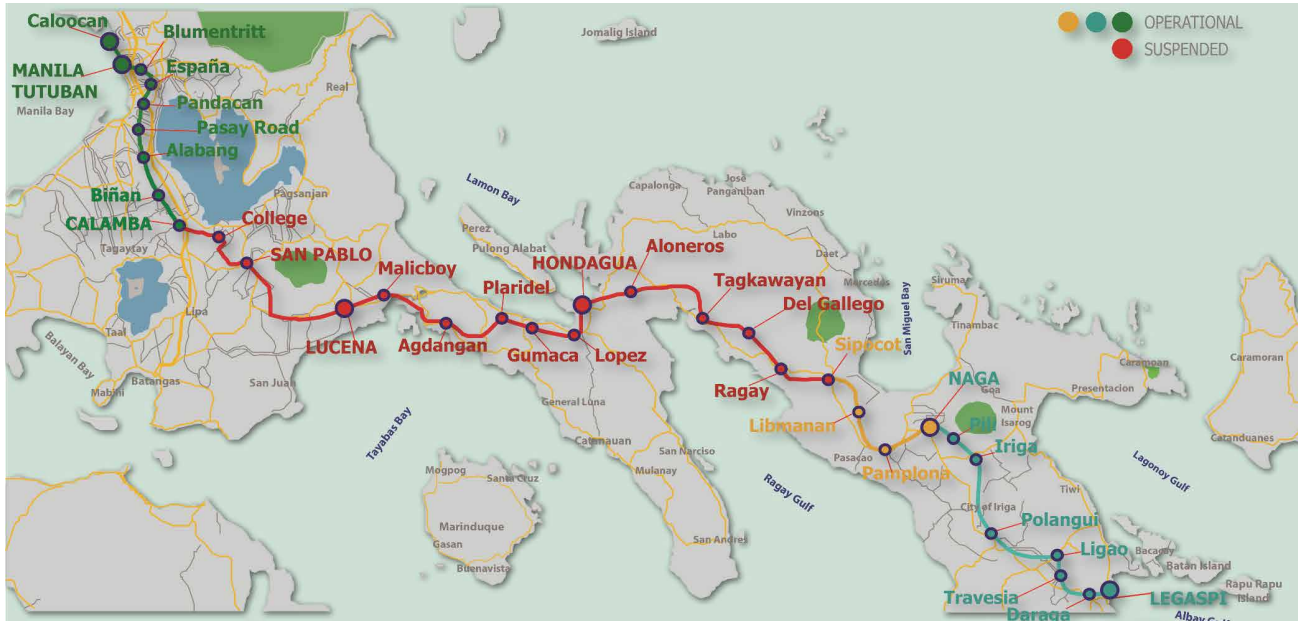 Caloocan
Blumentritt
MANILA
TUTUBAN
España
Manila Bay
Pandacan
Pasay Road
Alabang
Biñan
CALAMBA
College
SAN PABLO
Tagaytay
Pagsanjan
Real
Jomalig Island
OPERATIONAL
SUSPENDED
Lamon Bay
Perez
Pulong Alabat
Malicboy
Plaridel
HONDAGUA
Aloneros
Capalonga
José
Panganiban
Vinzons
Labo
Daet
Mercedes
Tagkawayan
Del Gallego
Sipocot
San Miguel Bay
Siruma
Tinambac
Caramoan
Caramoran
Lipa
Taal
Balayan Bay
Mabini
Batangas
San Juan
LUCENA
Agdangan
Gumaca
Lopez
Ragay
Libmanan
NAGA
Goa
Presentacion
Pili
Mount
Isarog
Iriga
Catanduanes
Tayabas Bay
General Luna
Catanauan
Mulanay
San Narciso
San Andres
Mogpog
Santa Cruz
Marinduque
Gasan
Buenavista
Ragay Gulf
Pasacao
Pamplona
Lagonoy Gulf
Tiwi
City of Iriga
Polangui
Ligao
Bacacay
Batan Island
Rapu Rapu
Island
Travesia
Daraga
LEGASPI
Albay Gulf